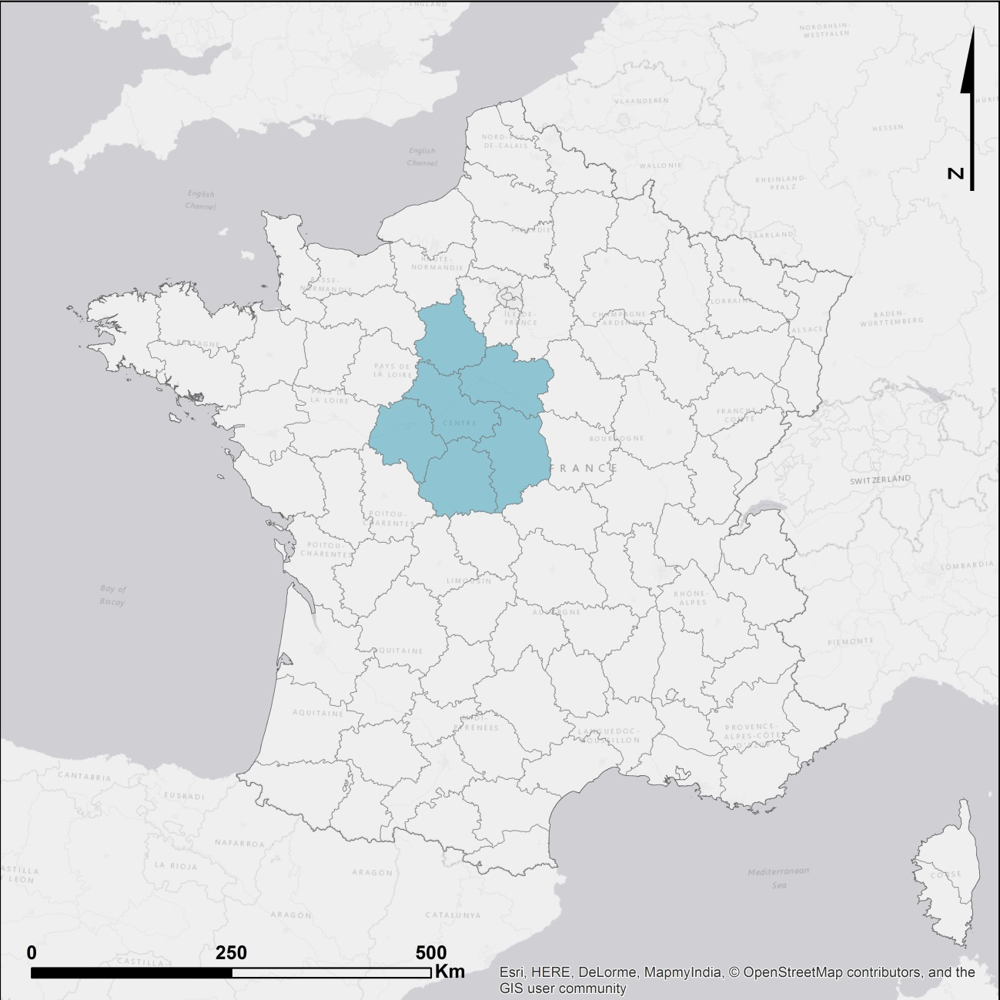 ENGLAND
NORDRHEIN-
WESTFALEN
VLAANDEREN
HESSEN
NORD-PAS-
DE-CALAIS
English
Channel
WALLONIE
RHEINLAND-
PFALZ
N
English
Channel
PICARDIE
SAARLAND
HAUTE-
NORMANDIE
BASSE-
NORMANDIE
LORRAINE
ILE-DE-
FRANCE
CHAMPAGNE-
ARDENNE
BADEN-
WÜRTTEMBERG
ALSACE
BRETAGNE
PAYS DE
LA LOIRE
PAYS DE
LA LOIRE
FRANCHE-
COMTÉ
CENTRE
BOURGOGNE
FRANCE
SWITZERLAND
POITOU-
CHARENTES
POITOU-
CHARENTES
LOMBARDIA
LIMOUSIN
Bay of
Biscay
RHÔNE-
ALPES
AUVERGNE
PIEMONTE
AQUITAINE
AQUITAINE
MIDI-
PYRÉNÉES
LANGUEDOC-
ROUSSILLON
PROVENCE-
ALPES-CÔTE
D'AZUR
CANTABRIA
EUSKADI
NAFARROA
LA RIOJA
ASTILLA
Y LEÓN
ARAGÓN
Mediterranean
Sea
CORSE
ARAGÓN
CATALUNYA
CASTILLA-
0 250 500
Km
Esri, HERE, DeLorme, MapmyIndia, © OpenStreetMap contributors, and the
GIS user community